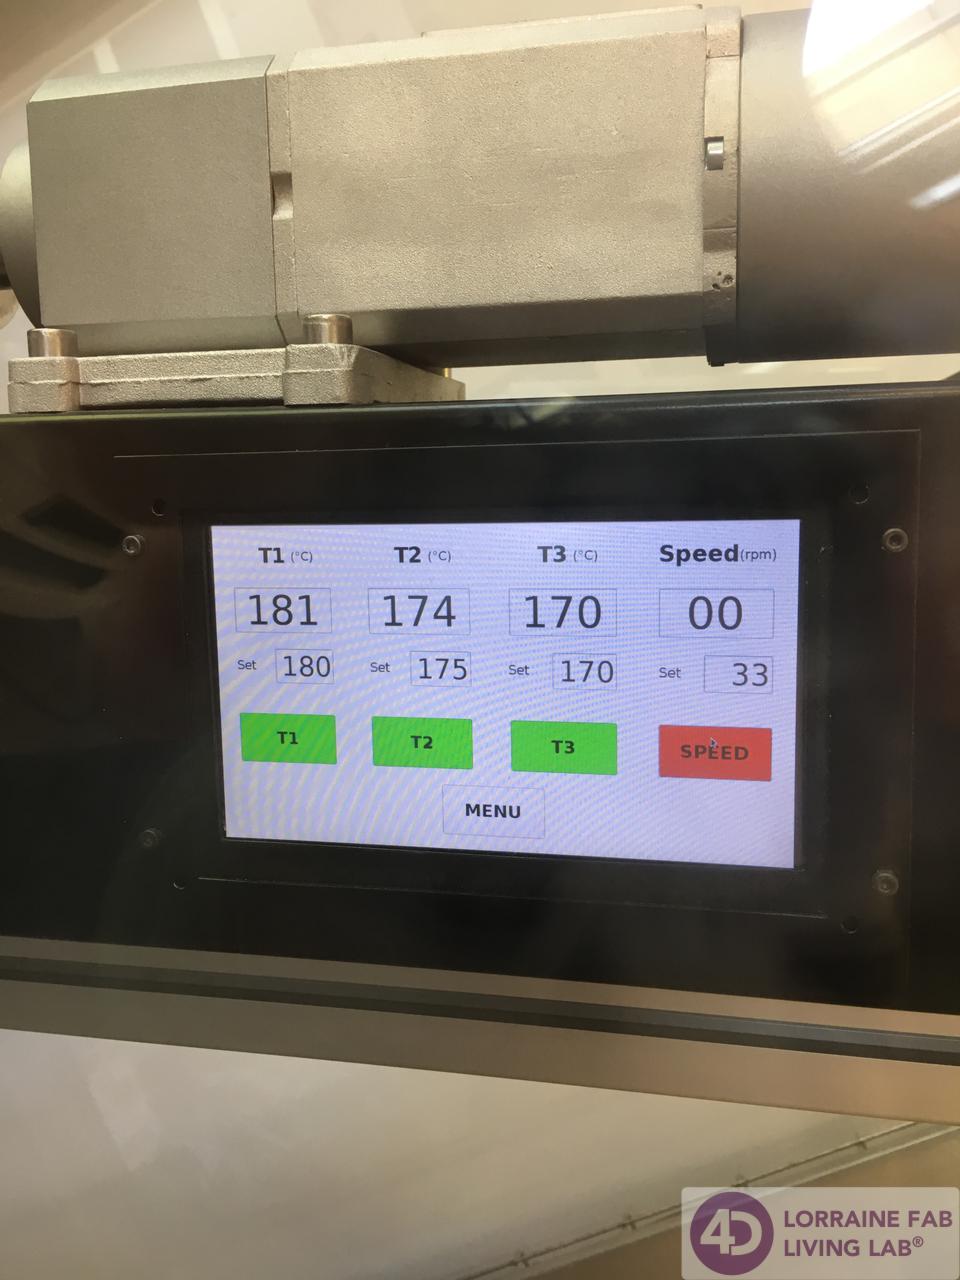 T1 (°C) T2 (°C) T3 (°C) Speed(rpm)
181 174 170 00
Set 180 Set 175 Set 170 Set 33
T1 T2 T3 SPEED
MENU
4D LORRAINE FAB
LIVING LAB®